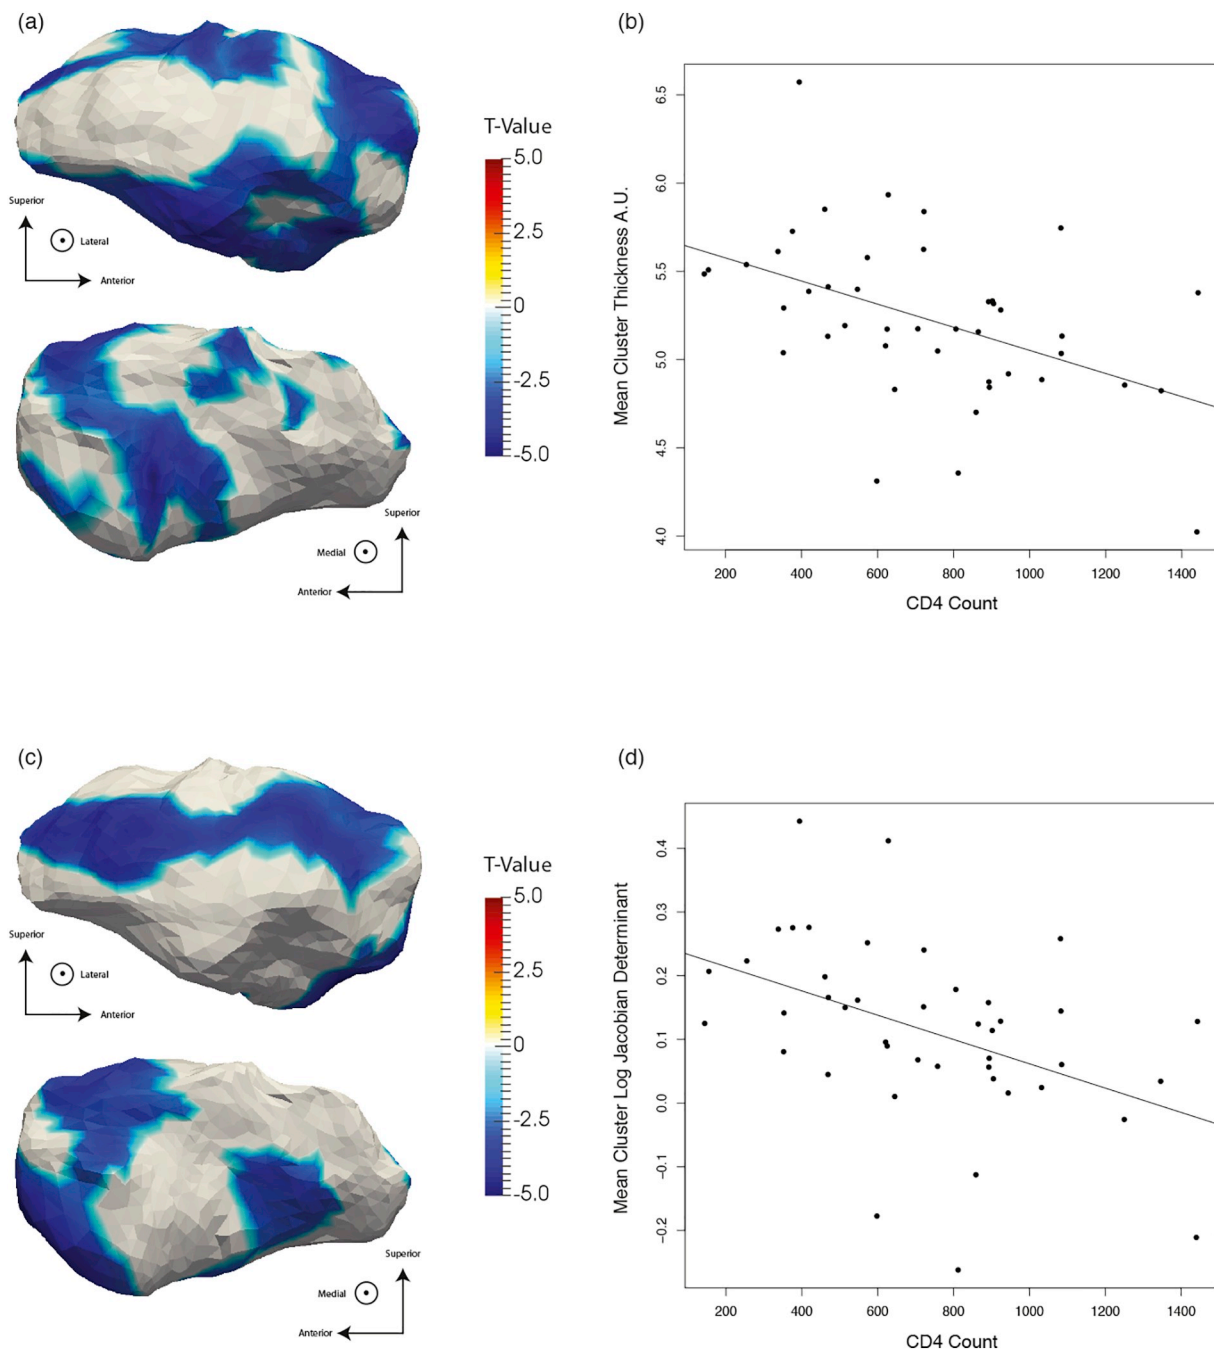 (a)
T-Value
5.0
2.5
0
-2.5
-5.0
Superior
Lateral
Anterior
Superior
Medial
Anterior
(b)
Mean Cluster Thickness A.U.
6.5
6.0
5.5
5.0
4.5
4.0
200 400 600 800 1000 1200 1400
CD4 Count
(c)
T-Value
5.0
2.5
0
-2.5
-5.0
Superior
Lateral
Anterior
Superior
Medial
Anterior
(d)
Mean Cluster Log Jacobian Determinant
0.4
0.3
0.2
0.1
0.0
−0.1
−0.2
200 400 600 800 1000 1200 1400
CD4 Count